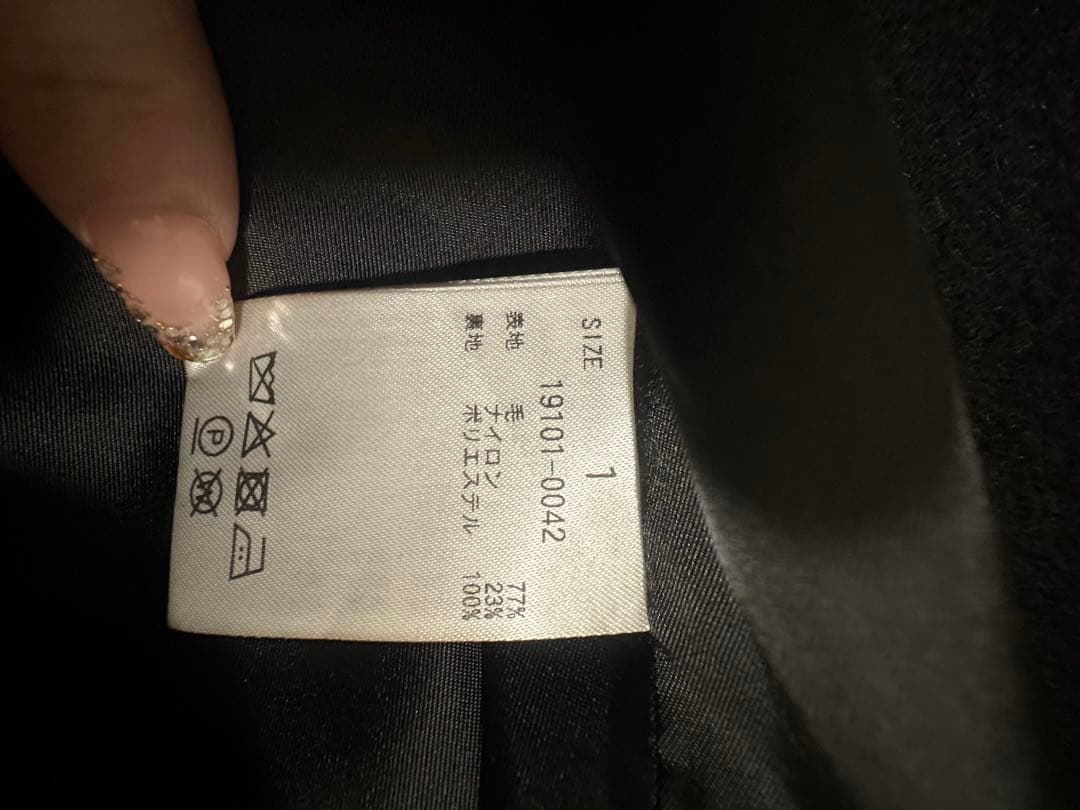 SIZE 1
19101-0042
表地 毛 77%
ナイロン 23%
裏地 ポリエステル 100%
P
W